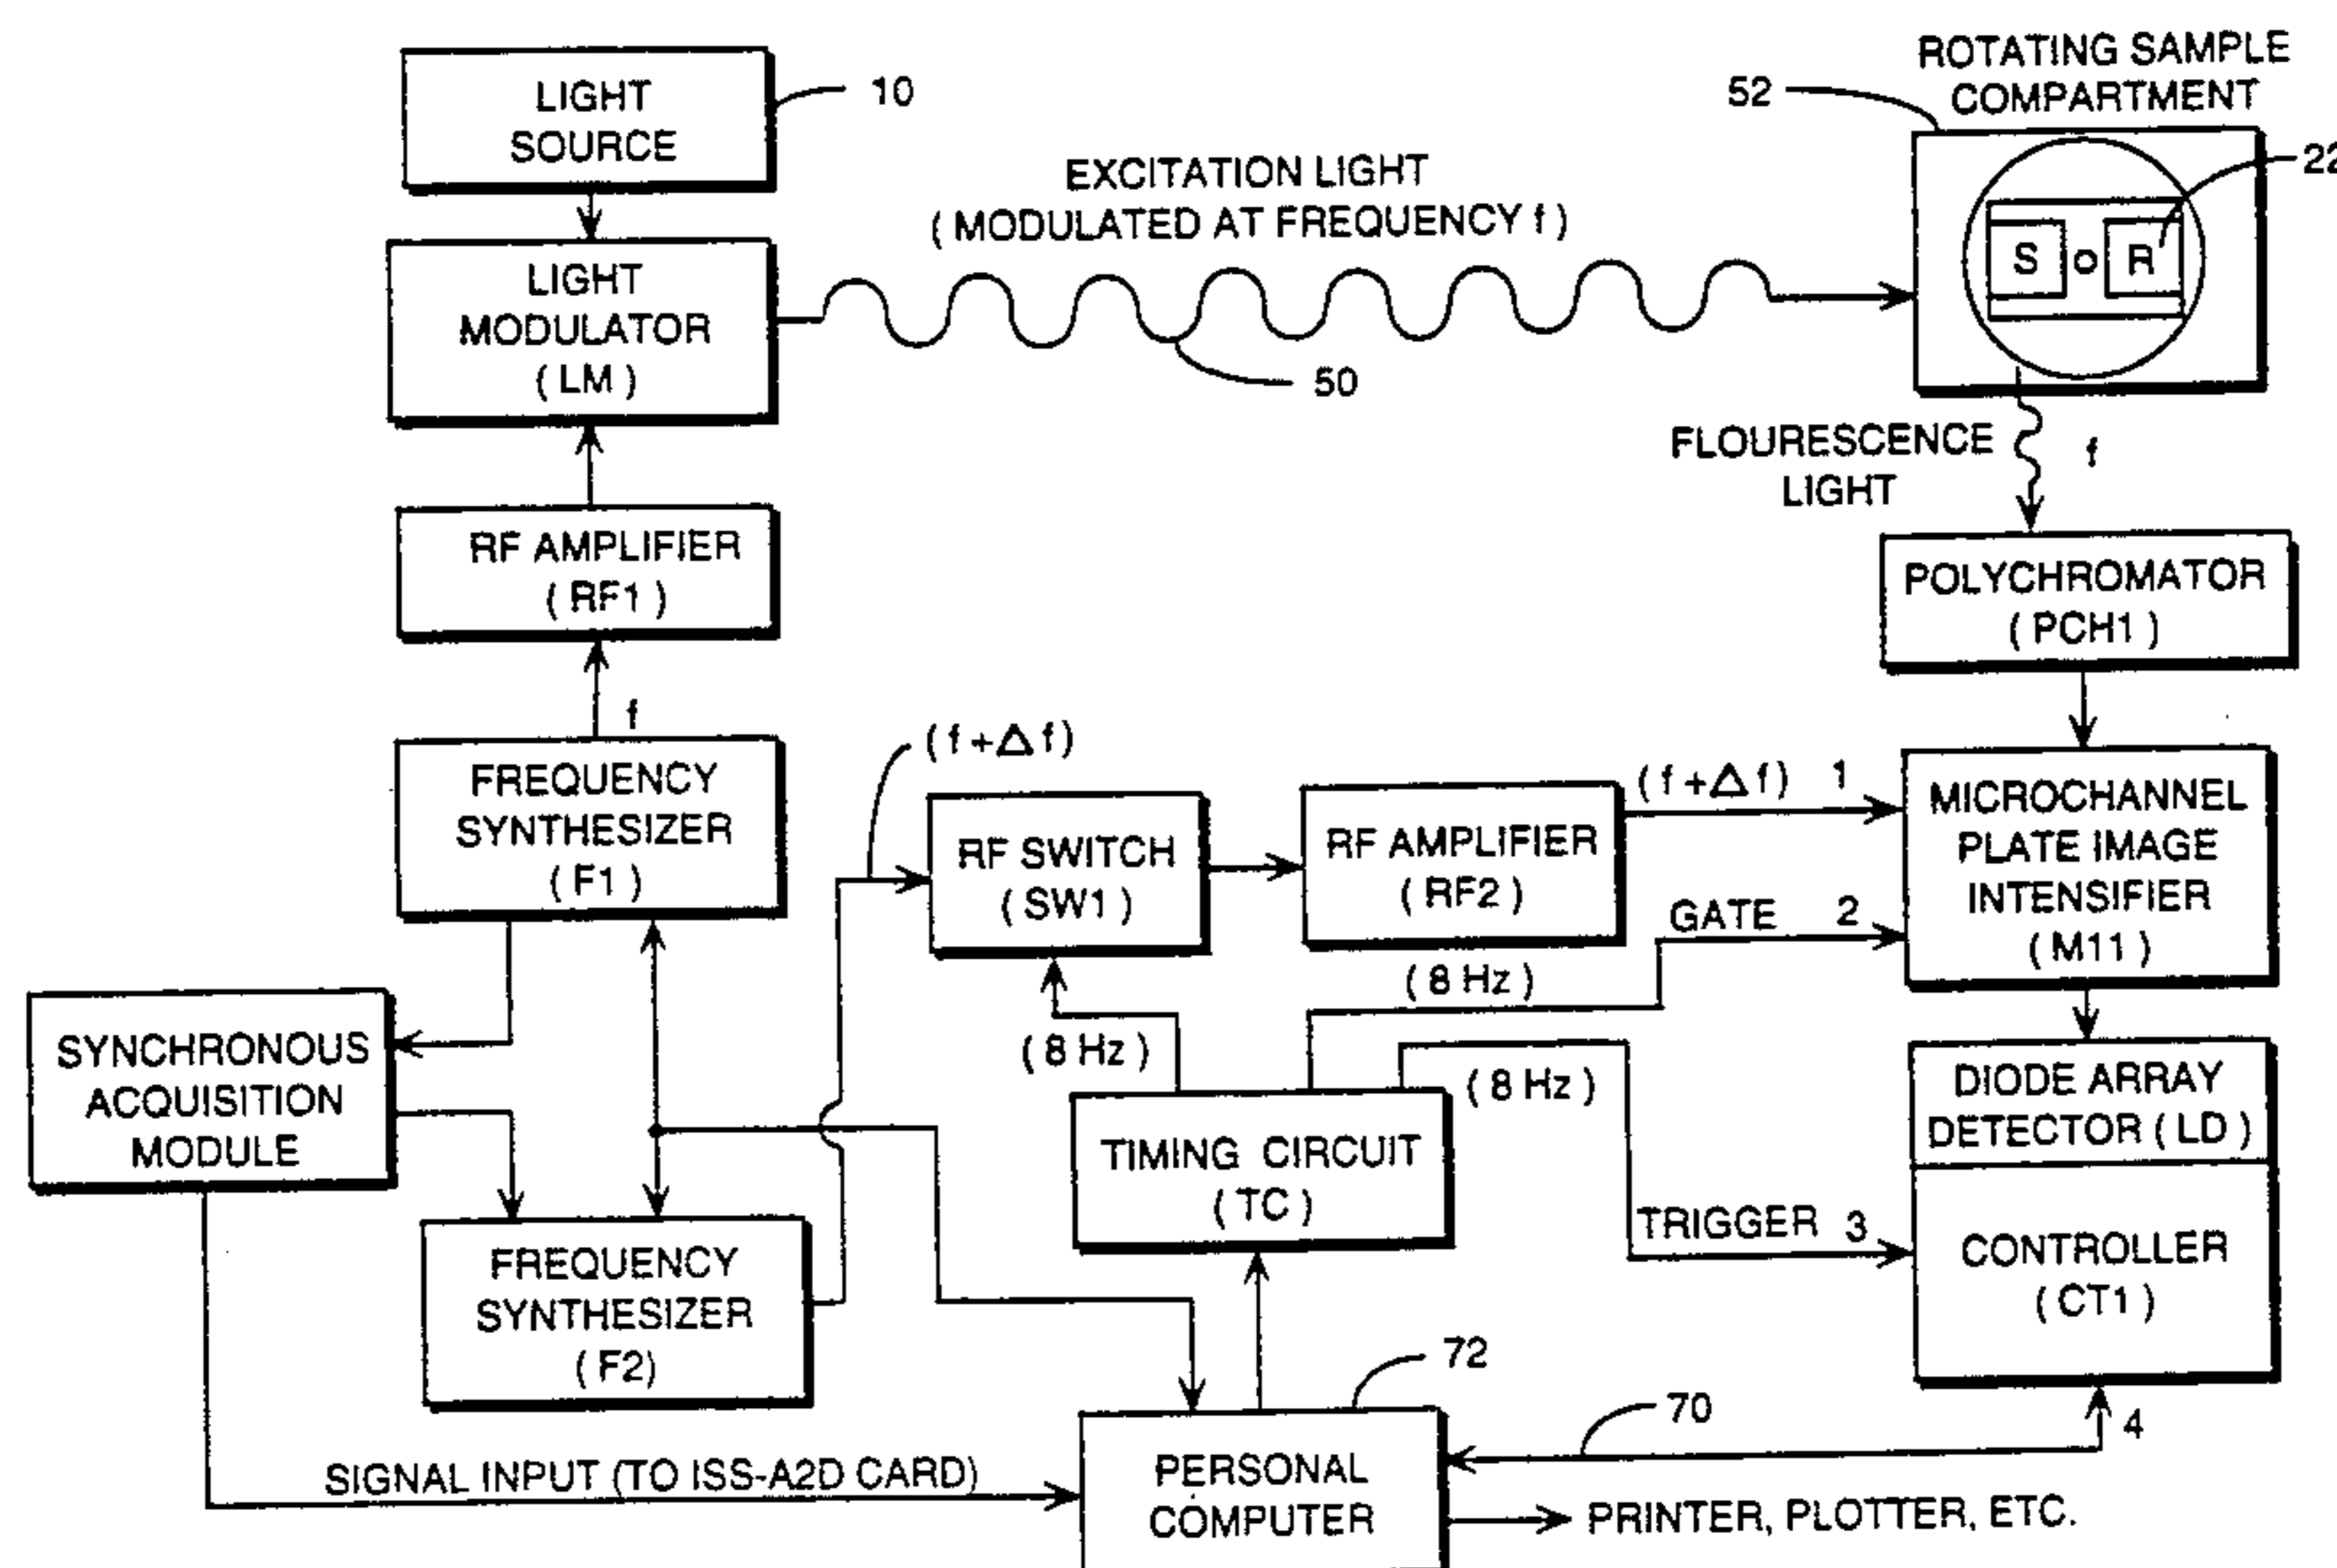 LIGHT
SOURCE
10
ROTATING SAMPLE
COMPARTMENT
52
22
S
R
EXCITATION LIGHT
( MODULATED AT FREQUENCY f )
50
LIGHT
MODULATOR
( LM )
FLOURESCENCE
LIGHT
f
RF AMPLIFIER
( RF1 )
POLYCHROMATOR
( PCH1 )
f
FREQUENCY
SYNTHESIZER
( F1 )
( f + Δ f )
RF SWITCH
( SW1 )
RF AMPLIFIER
( RF2 )
( f + Δ f ) 1
GATE 2
MICROCHANNEL
PLATE IMAGE
INTENSIFIER
( M11 )
( 8 Hz )
( 8 Hz )
( 8 Hz )
SYNCHRONOUS
ACQUISITION
MODULE
TIMING CIRCUIT
( TC )
DIODE ARRAY
DETECTOR ( LD )
TRIGGER 3
CONTROLLER
( CT1 )
FREQUENCY
SYNTHESIZER
( F2)
72
70
4
SIGNAL INPUT (TO ISS-A2D CARD)
PERSONAL
COMPUTER
PRINTER, PLOTTER, ETC.